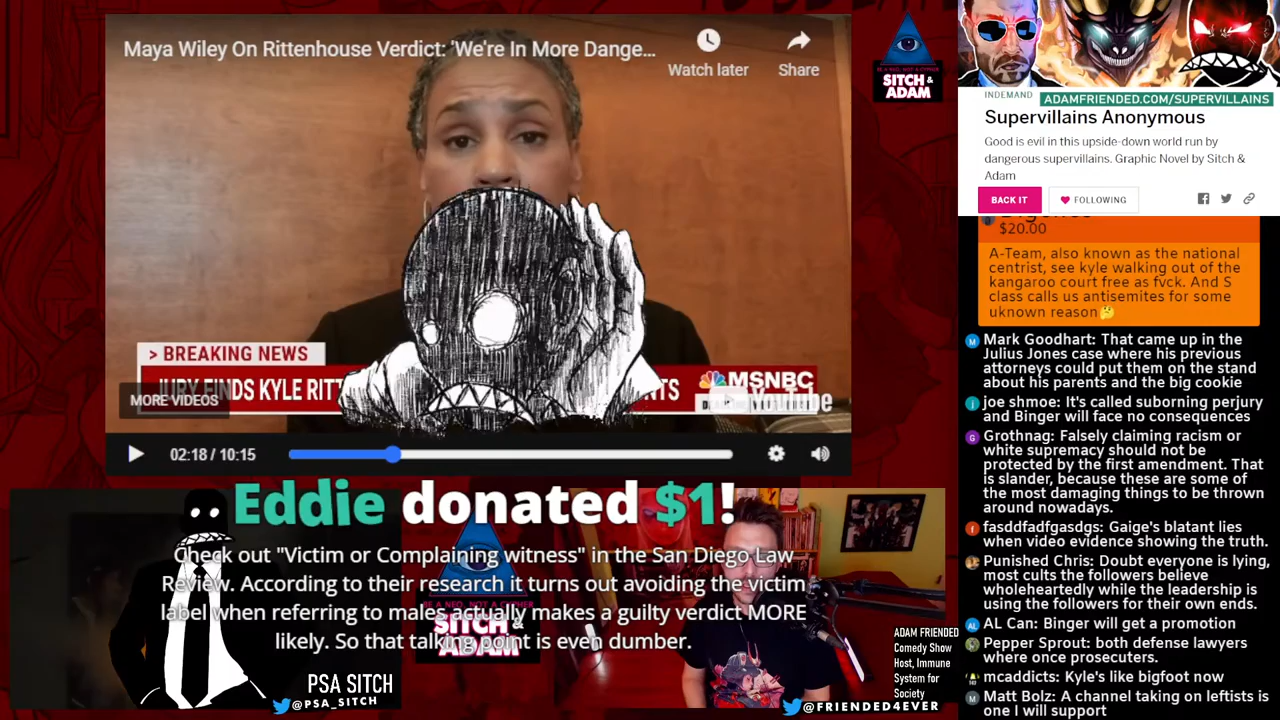 Maya Wiley On Rittenhouse Verdict: 'We're In More Dange...
Watch later
Share
BE A NEO, NOT A CYPHER
SITCH &
ADAM
> BREAKING NEWS
JURY FINDS KYLE RITT
NTS
MSNBC
YouTube
MORE VIDEOS
02:18 / 10:15
Eddie donated $1!
Check out "Victim or Complaining witness" in the San Diego Law
Review. According to their research it turns out avoiding the victim
label when referring to males actually makes a guilty verdict MORE
likely. So that talking point is even dumber.
SITCH &
ADAM
PSA SITCH
@PSA_SITCH
ADAM FRIENDED
Comedy Show
Host, Immune
System for
Society
@FRIENDED4EVER
INDEMAND
ADAMFRIENDED.COM/SUPERVILLAINS
Supervillains Anonymous
Good is evil in this upside-down world run by
dangerous supervillains. Graphic Novel by Sitch &
Adam
BACK IT
FOLLOWING
$20.00
A-Team, also known as the national
centrist, see kyle walking out of the
kangaroo court free as fvck. And S
class calls us antisemites for some
uknown reason🤔
Mark Goodhart: That came up in the
Julius Jones case where his previous
attorneys could put them on the stand
about his parents and the big cookie
joe shmoe: It's called suborning perjury
and Binger will face no consequences
Grothnag: Falsely claiming racism or
white supremacy should not be
protected by the first amendment. That
is slander, because these are some of
the most damaging things to be thrown
around nowadays.
fasddfadfgasdgs: Gaige's blatant lies
when video evidence showing the truth.
Punished Chris: Doubt everyone is lying,
most cults the followers believe
wholeheartedly while the leadership is
using the followers for their own ends.
AL Can: Binger will get a promotion
Pepper Sprout: both defense lawyers
where once prosecuters.
mcaddicts: Kyle's like bigfoot now
Matt Bolz: A channel taking on leftists is
one I will support